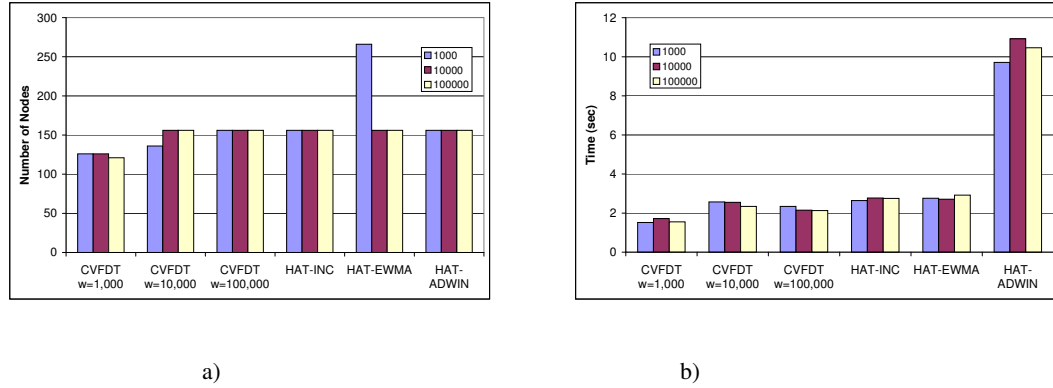 300
250
200
150
100
50
0
Number of Nodes
1000
10000
100000
CVFDT w=1,000
CVFDT w=10,000
CVFDT w=100,000
HAT-INC
HAT-EWMA
HAT-ADWIN
a)
12
10
8
6
4
2
0
Time (sec)
1000
10000
100000
CVFDT w=1,000
CVFDT w=10,000
CVFDT w=100,000
HAT-INC
HAT-EWMA
HAT-ADWIN
b)